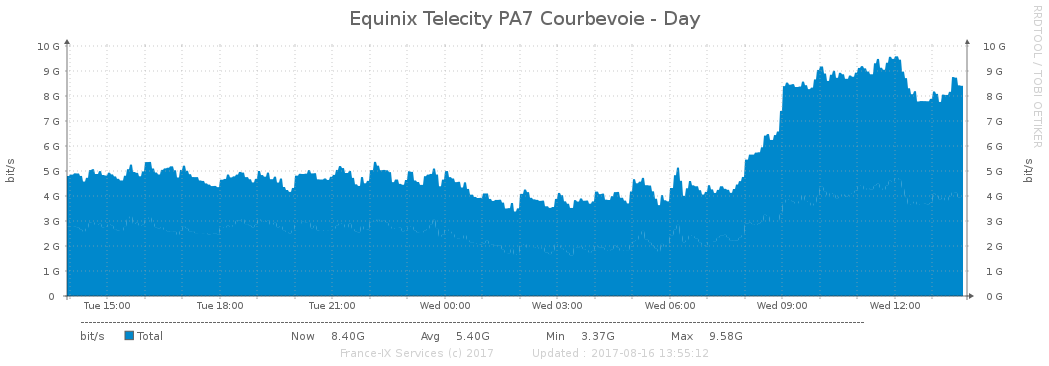 Equinix Telecity PA7 Courbevoie - Day
RRDTOOL / TOBI OETIKER
bit/s
10 G
9 G
8 G
7 G
6 G
5 G
4 G
3 G
2 G
1 G
0
10 G
9 G
8 G
7 G
6 G
5 G
4 G
3 G
2 G
1 G
0 G
bit/s
Tue 15:00 Tue 18:00 Tue 21:00 Wed 00:00 Wed 03:00 Wed 06:00 Wed 09:00 Wed 12:00
bit/s Total Now 8.40G Avg 5.40G Min 3.37G Max 9.58G
France-IX Services (c) 2017 Updated : 2017-08-16 13:55:12